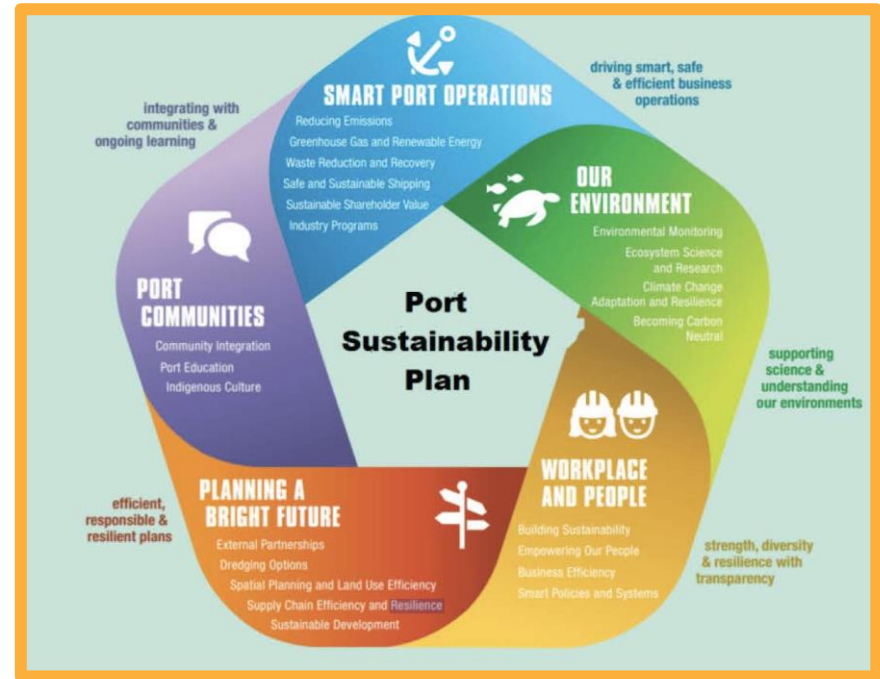 SMART PORT OPERATIONS
Reducing Emissions
Greenhouse Gas and Renewable Energy
Waste Reduction and Recovery
Safe and Sustainable Shipping
Sustainable Shareholder Value
Industry Programs
driving smart, safe
& efficient business
operations
OUR
ENVIRONMENT
Environmental Monitoring
Ecosystem Science
and Research
Climate Change
Adaptation and Resilience
Becoming Carbon
Neutral
supporting
science &
understanding
our environments
WORKPLACE
AND PEOPLE
Building Sustainability
Empowering Our People
Business Efficiency
Smart Policies and Systems
strength, diversity
& resilience with
transparency
PLANNING A
BRIGHT FUTURE
External Partnerships
Dredging Options
Spatial Planning and Land Use Efficiency
Supply Chain Efficiency and Resilience
Sustainable Development
efficient,
responsible &
resilient plans
PORT
COMMUNITIES
Community Integration
Port Education
Indigenous Culture
integrating with
communities &
ongoing learning
Port
Sustainability
Plan